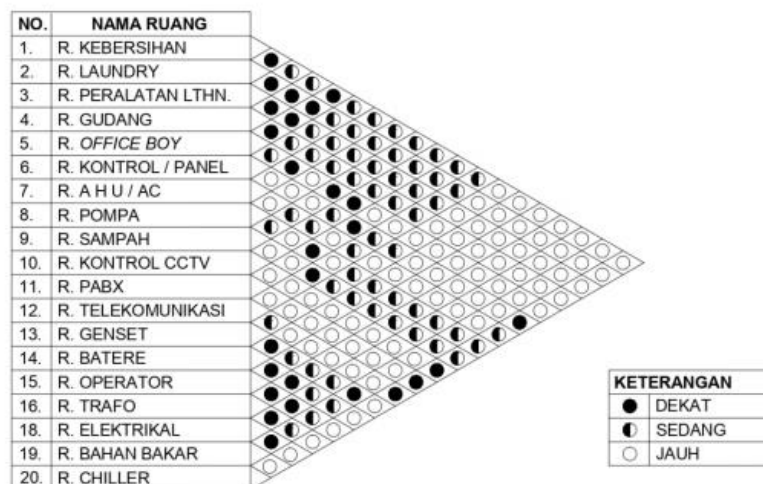 NO. NAMA RUANG
1. R. KEBERSIHAN
2. R. LAUNDRY
3. R. PERALATAN LTHN.
4. R. GUDANG
5. R. OFFICE BOY
6. R. KONTROL / PANEL
7. R. A H U / AC
8. R. POMPA
9. R. SAMPAH
10. R. KONTROL CCTV
11. R. PABX
12. R. TELEKOMUNIKASI
13. R. GENSET
14. R. BATERE
15. R. OPERATOR
16. R. TRAFO
18. R. ELEKTRIKAL
19. R. BAHAN BAKAR
20. R. CHILLER
KETERANGAN
DEKAT
SEDANG
JAUH